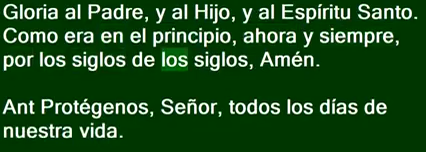 Gloria al Padre, y al Hijo, y al Espíritu Santo.
Como era en el principio, ahora y siempre,
por los siglos de los siglos, Amén.
Ant Protégenos, Señor, todos los días de
nuestra vida.